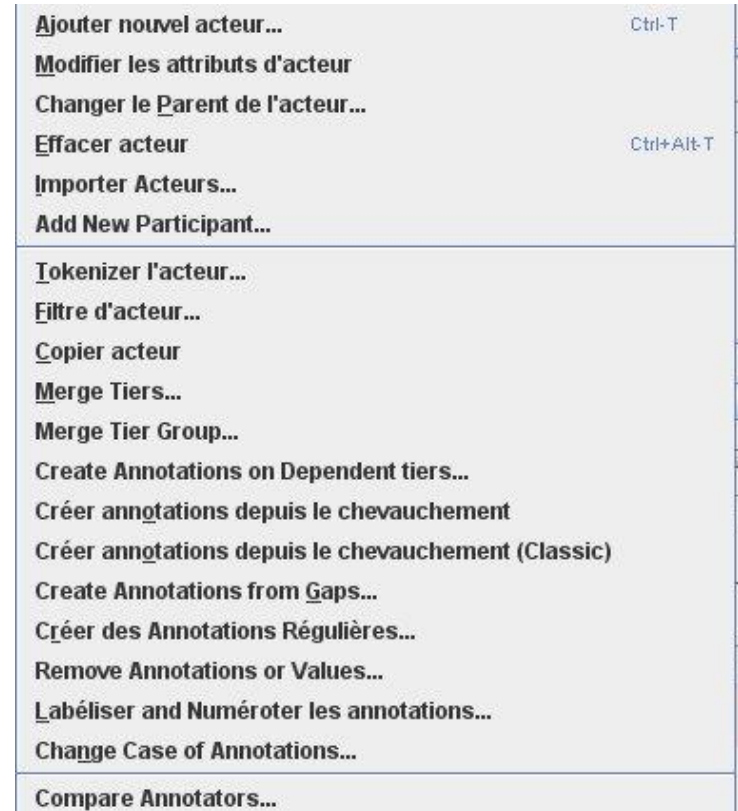 Ajouter nouvel acteur... Ctrl-T
Modifier les attributs d'acteur
Changer le Parent de l'acteur...
Effacer acteur Ctrl+Alt-T
Importer Acteurs...
Add New Participant...
Tokenizer l'acteur...
Filtre d'acteur...
Copier acteur
Merge Tiers...
Merge Tier Group...
Create Annotations on Dependent tiers...
Créer annotations depuis le chevauchement
Créer annotations depuis le chevauchement (Classic)
Create Annotations from Gaps...
Créer des Annotations Régulières...
Remove Annotations or Values...
Labéliser and Numéroter les annotations...
Change Case of Annotations...
Compare Annotators...